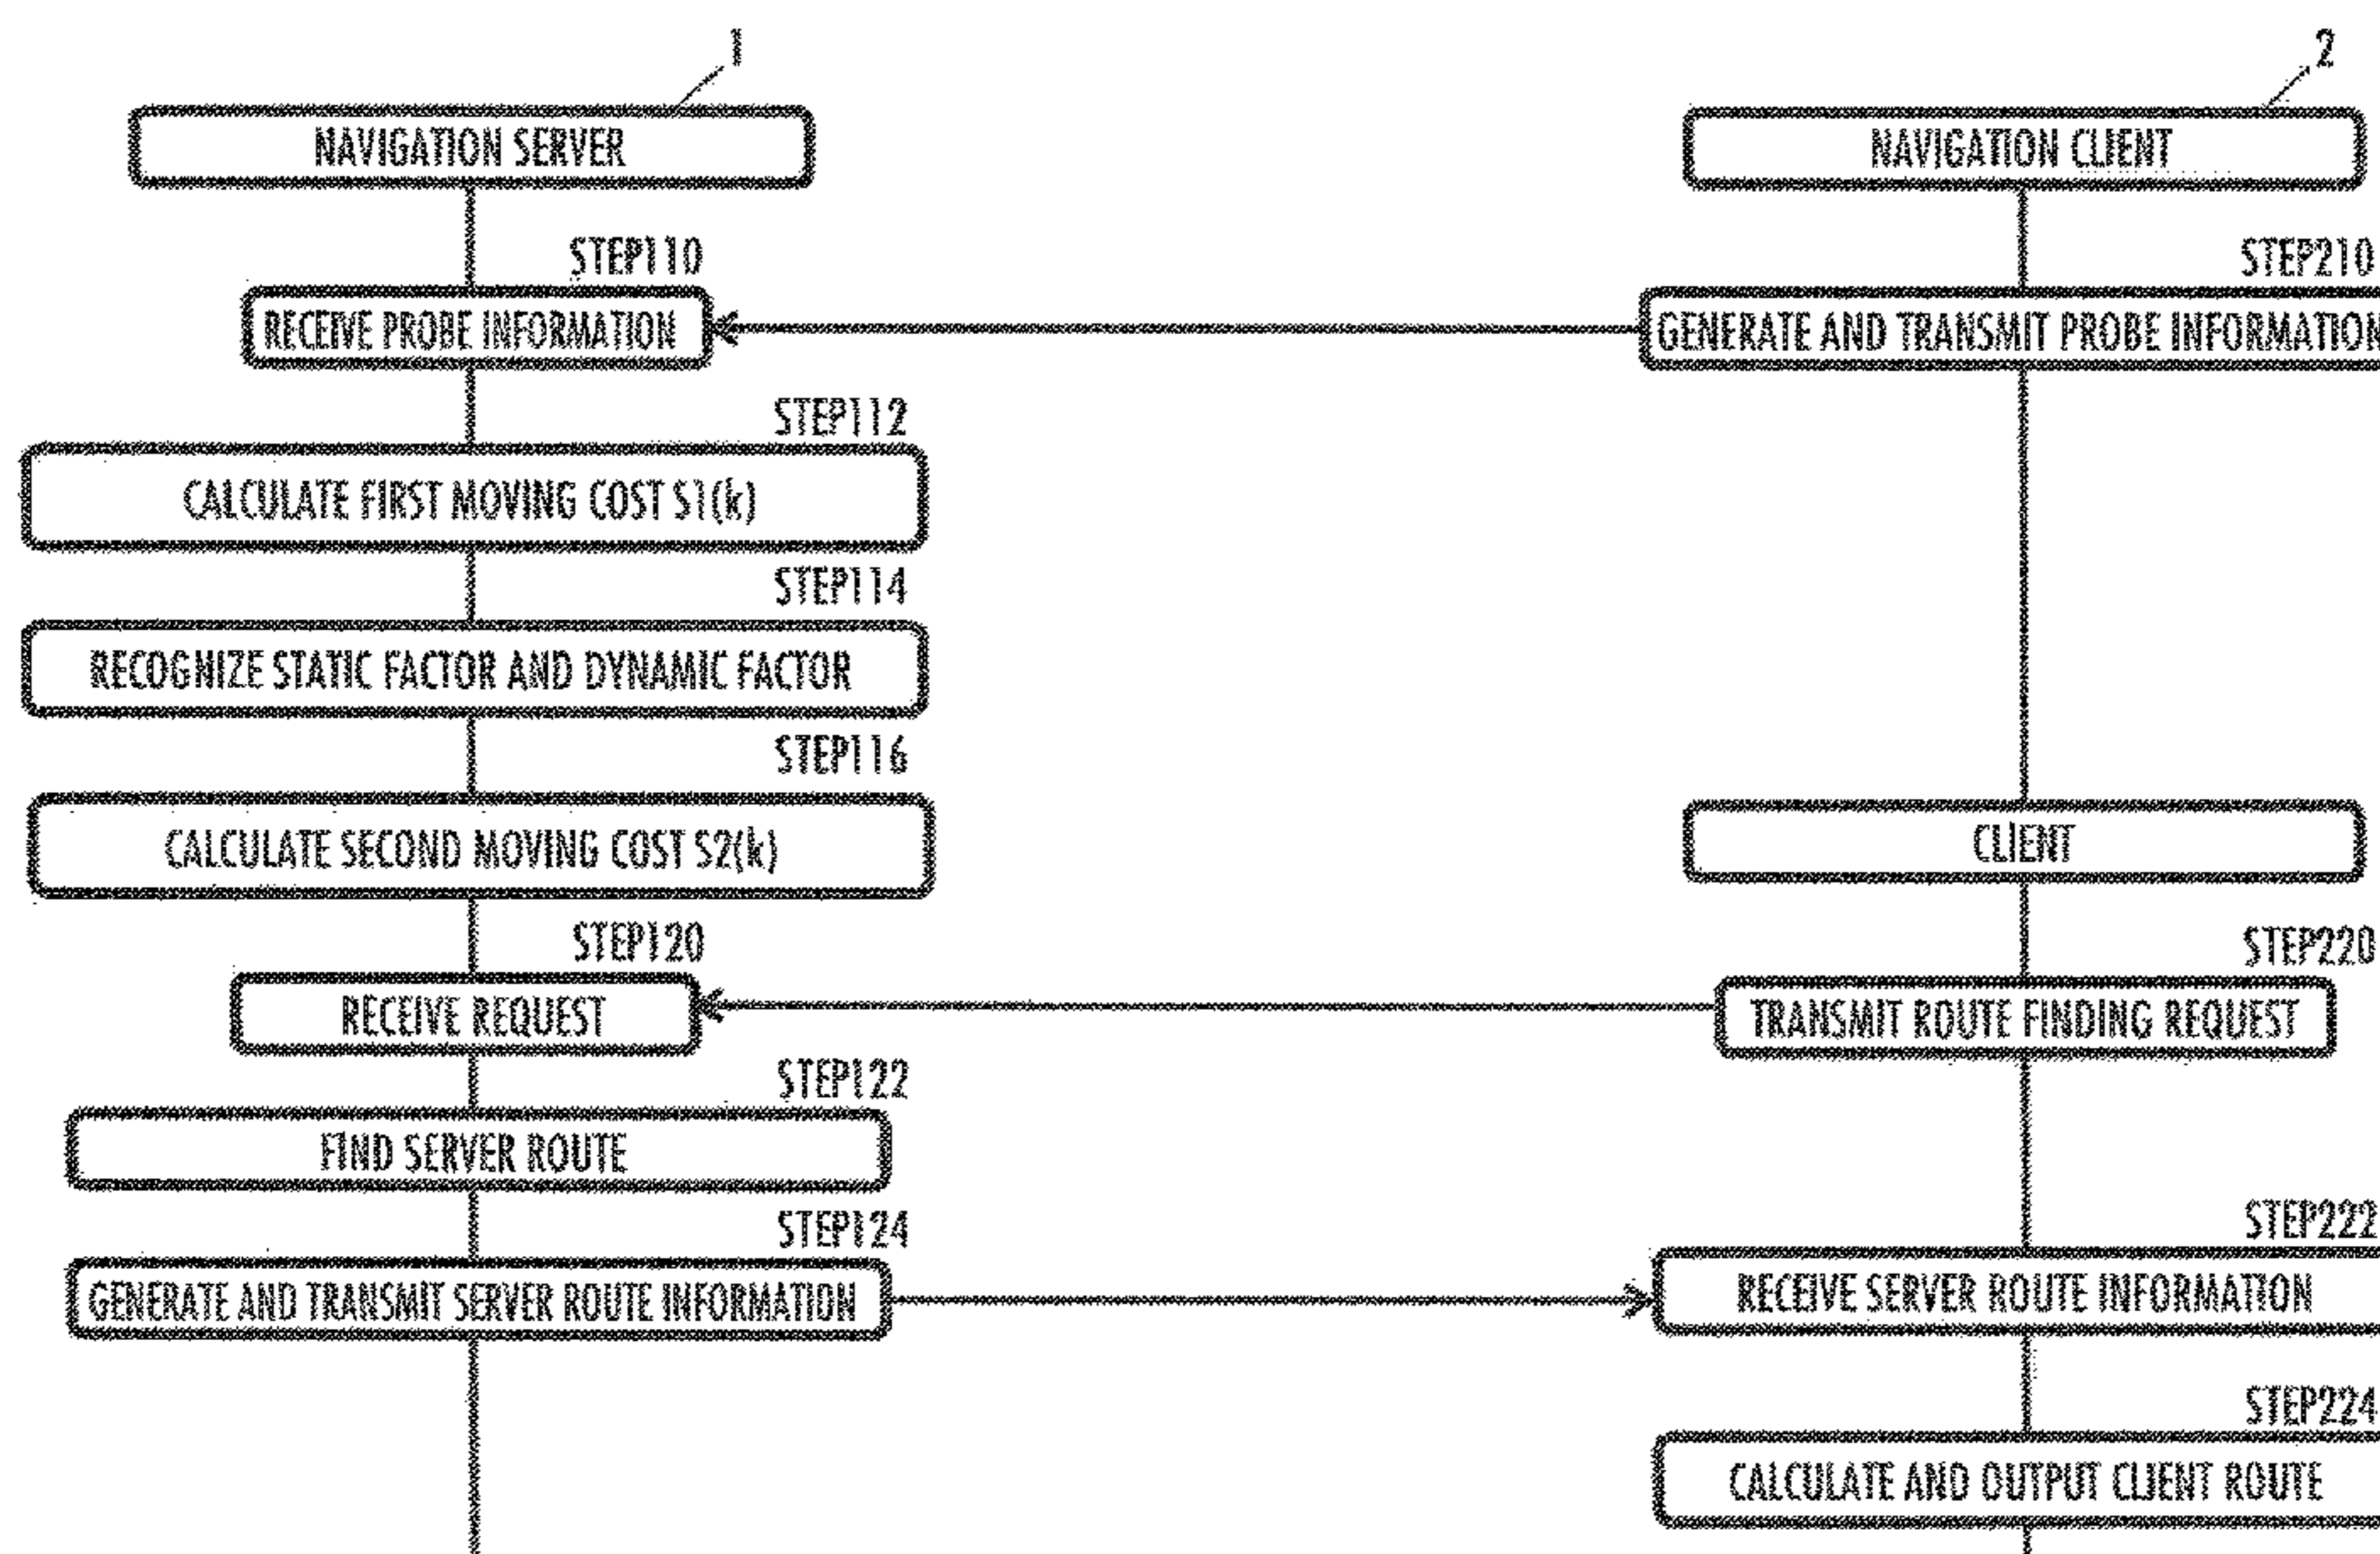 1
2
NAVIGATION SERVER
NAVIGATION CLIENT
STEP110
STEP210
RECEIVE PROBE INFORMATION
GENERATE AND TRANSMIT PROBE INFORMATION
STEP112
CALCULATE FIRST MOVING COST S1(k)
STEP114
RECOGNIZE STATIC FACTOR AND DYNAMIC FACTOR
STEP116
CALCULATE SECOND MOVING COST S2(k)
CLIENT
STEP120
STEP220
RECEIVE REQUEST
TRANSMIT ROUTE FINDING REQUEST
STEP122
FIND SERVER ROUTE
STEP124
STEP222
GENERATE AND TRANSMIT SERVER ROUTE INFORMATION
RECEIVE SERVER ROUTE INFORMATION
STEP224
CALCULATE AND OUTPUT CLIENT ROUTE